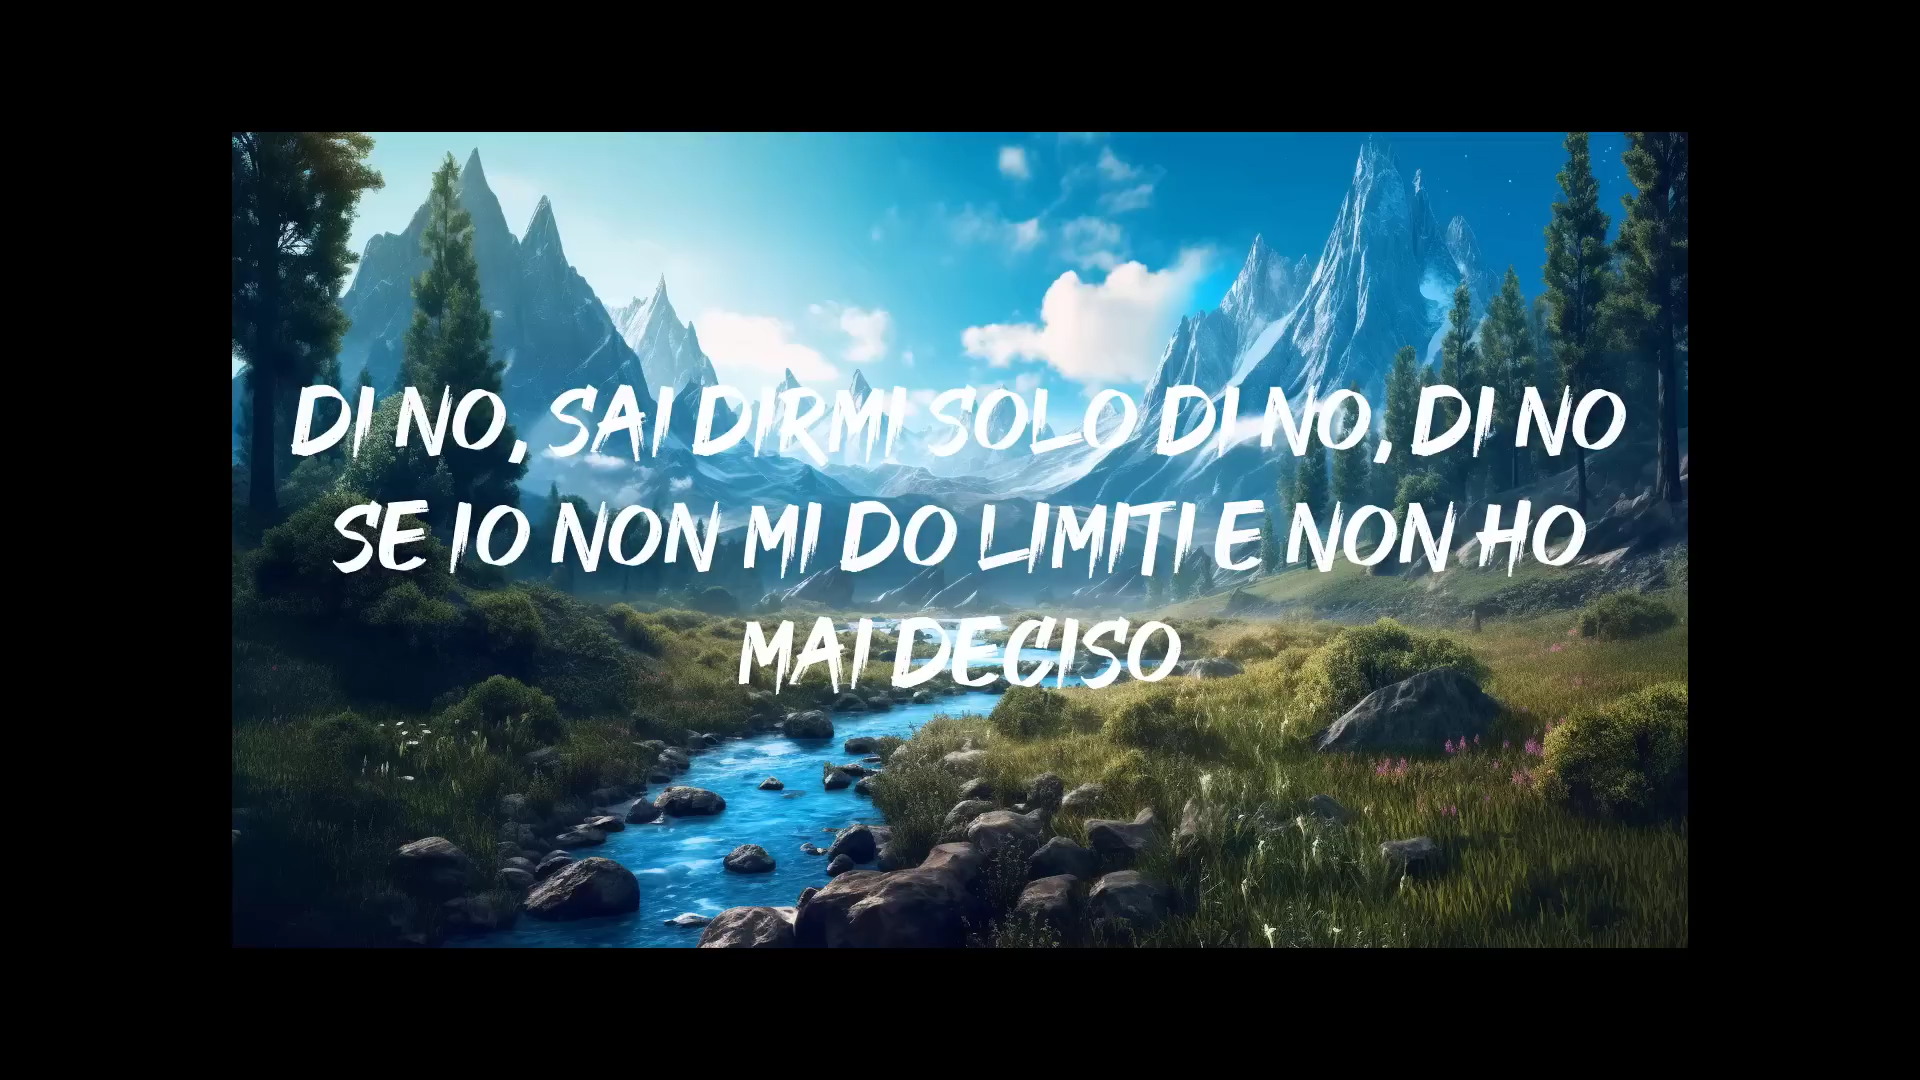 DI NO, SAI DIRMI SOLO DI NO, DI NO
SE IO NON MI DO LIMITI E NON HO
MAI DECISO